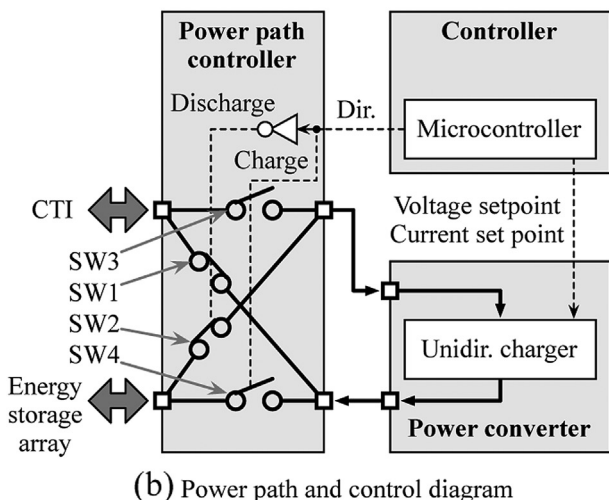 Power path
controller
Controller
Discharge
Dir.
Microcontroller
Charge
CTI
Voltage setpoint
Current set point
SW3
SW1
SW2
SW4
Unidir. charger
Energy
storage
array
Power converter
(b) Power path and control diagram